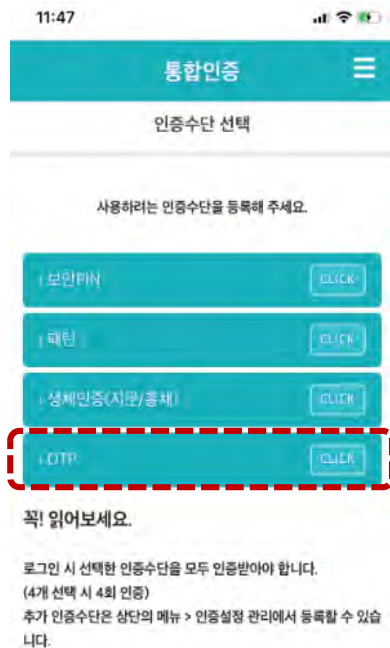 11:47
통합인증
인증수단 선택
사용하려는 인증수단을 등록해 주세요.
보안PIN CLICK
패턴 CLICK
생체인증(지문/홍채) CLICK
OTP CLICK
꼭! 읽어보세요.
로그인 시 선택한 인증수단을 모두 인증받아야 합니다.
(4개 선택 시 4회 인증)
추가 인증수단은 상단의 메뉴 > 인증설정 관리에서 등록할 수 있습
니다.